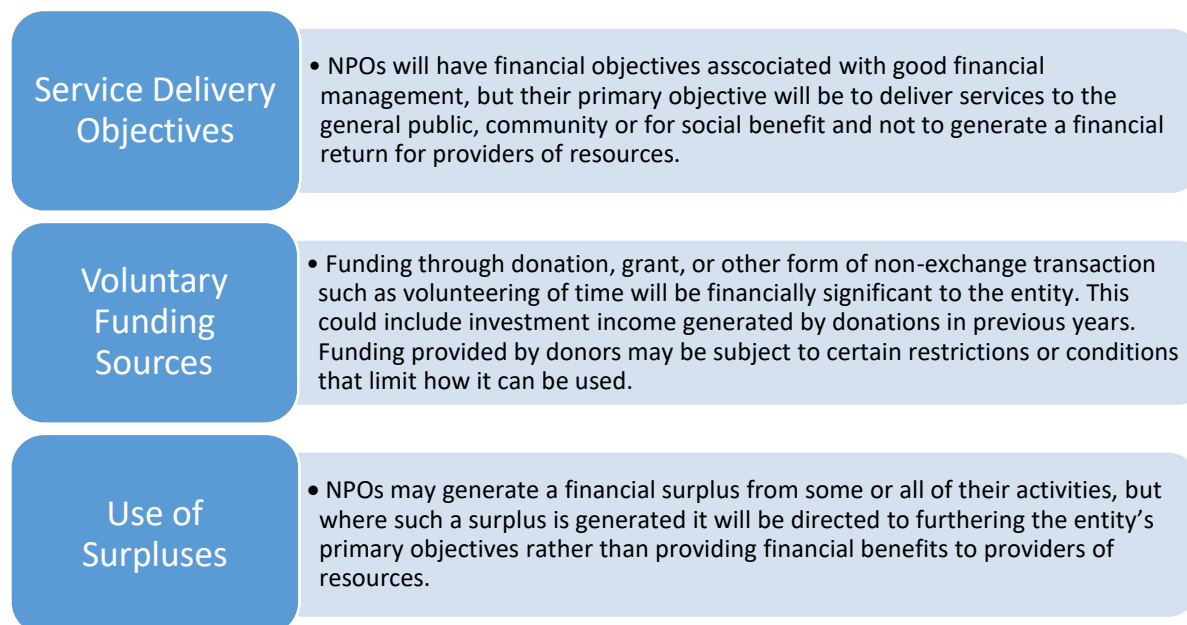 Service Delivery
Objectives
• NPOs will have financial objectives asscociated with good financial
management, but their primary objective will be to deliver services to the
general public, community or for social benefit and not to generate a financial
return for providers of resources.
Voluntary
Funding
Sources
• Funding through donation, grant, or other form of non-exchange transaction
such as volunteering of time will be financially significant to the entity. This
could include investment income generated by donations in previous years.
Funding provided by donors may be subject to certain restrictions or conditions
that limit how it can be used.
Use of
Surpluses
• NPOs may generate a financial surplus from some or all of their activities, but
where such a surplus is generated it will be directed to furthering the entity’s
primary objectives rather than providing financial benefits to providers of
resources.